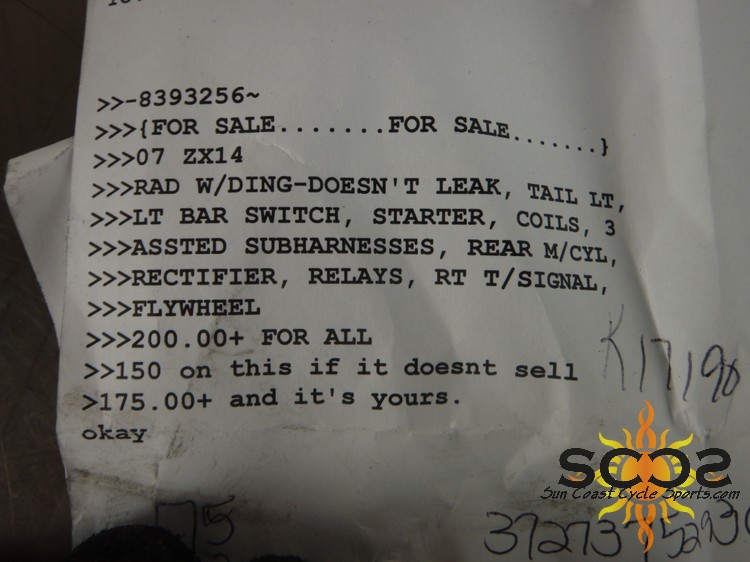 >>-8393256~
>>>{FOR SALE.......FOR SALE.......}
>>>07 ZX14
>>>RAD W/DING-DOESN'T LEAK, TAIL LT,
>>>LT BAR SWITCH, STARTER, COILS, 3
>>>ASSTED SUBHARNESSES, REAR M/CYL,
>>>RECTIFIER, RELAYS, RT T/SIGNAL,
>>>FLYWHEEL
>>>200.00+ FOR ALL
>>150 on this if it doesnt sell
>175.00+ and it's yours.
okay
K17190
SCCS
Sun Coast Cycle Sports.com
175